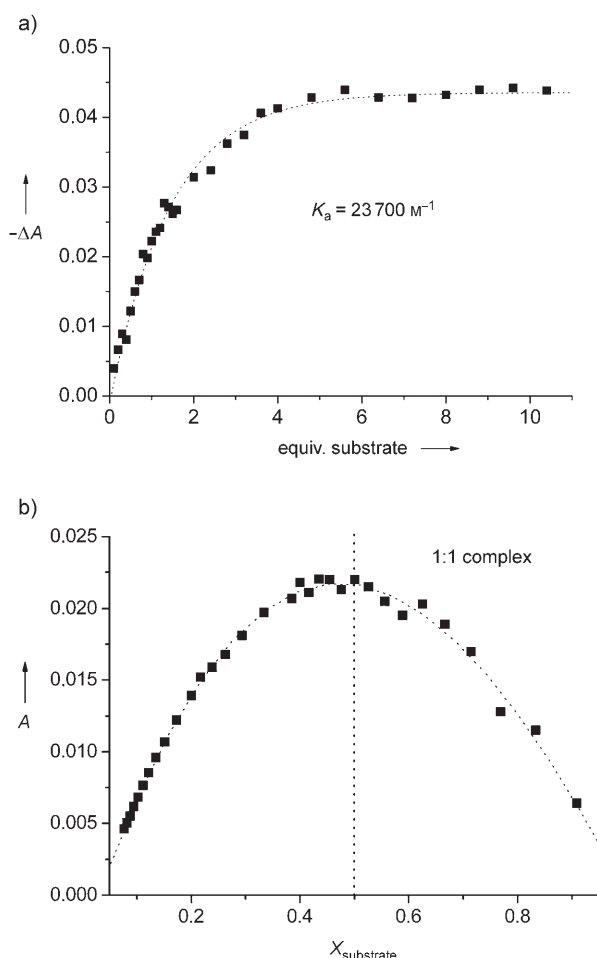 a)
0.05
0.04
0.03
–ΔA
0.02
0.01
0.00
Ka = 23 700 M–1
0 2 4 6 8 10
equiv. substrate
b)
0.025
0.020
0.015
A
0.010
0.005
0.000
1:1 complex
0.2 0.4 0.6 0.8
Xsubstrate